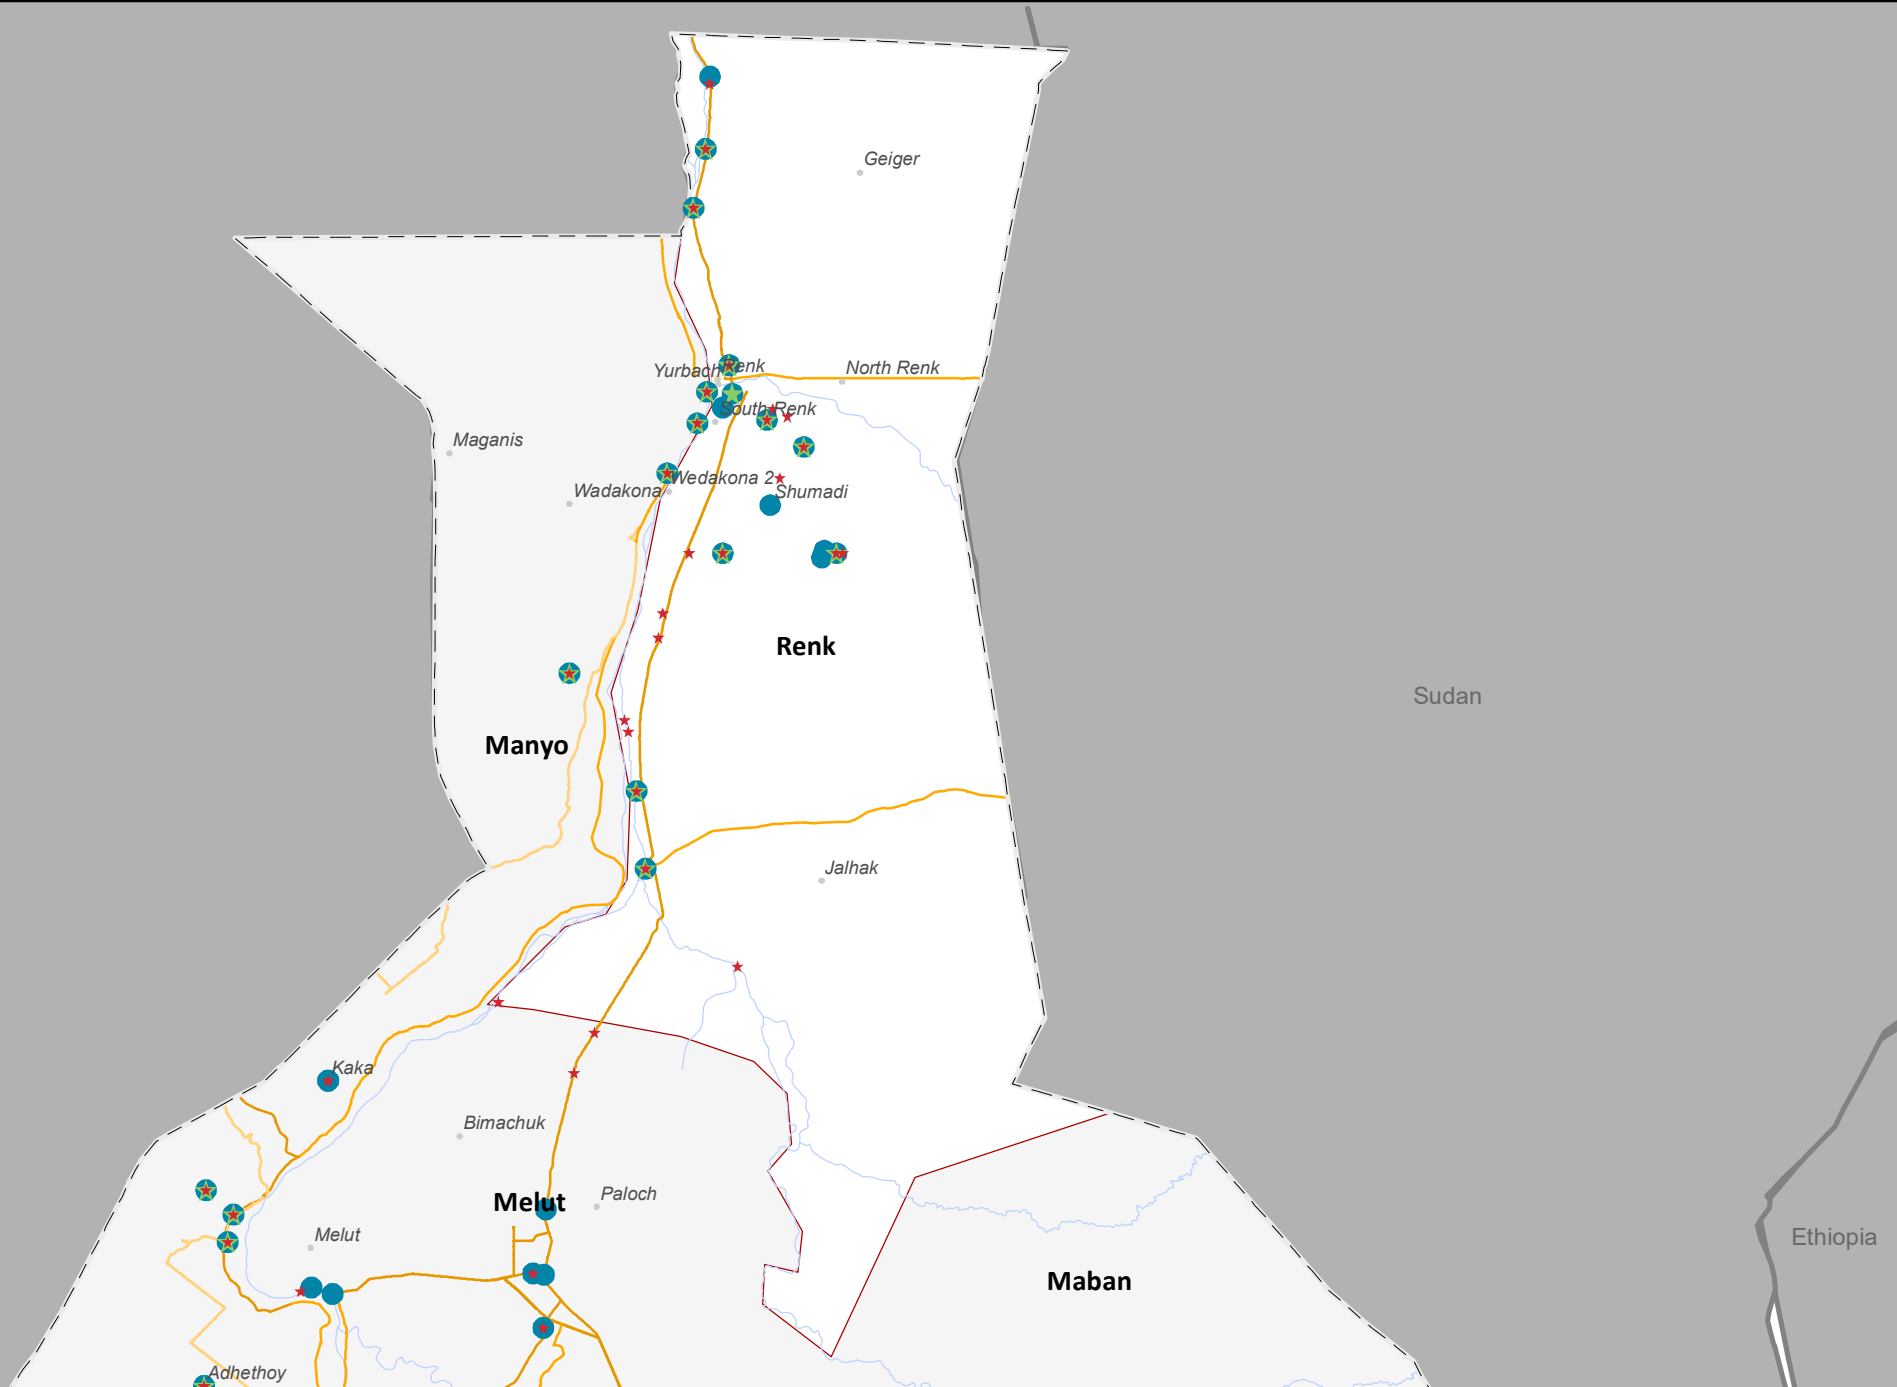 Geiger
Yurbach
Renk
North Renk
South Renk
Maganis
Wedakona 2
Wadakona
Shumadi
Renk
Sudan
Manyo
Jalhak
Kaka
Bimachuk
Melut
Paloch
Melut
Ethiopia
Maban
Adhethoy